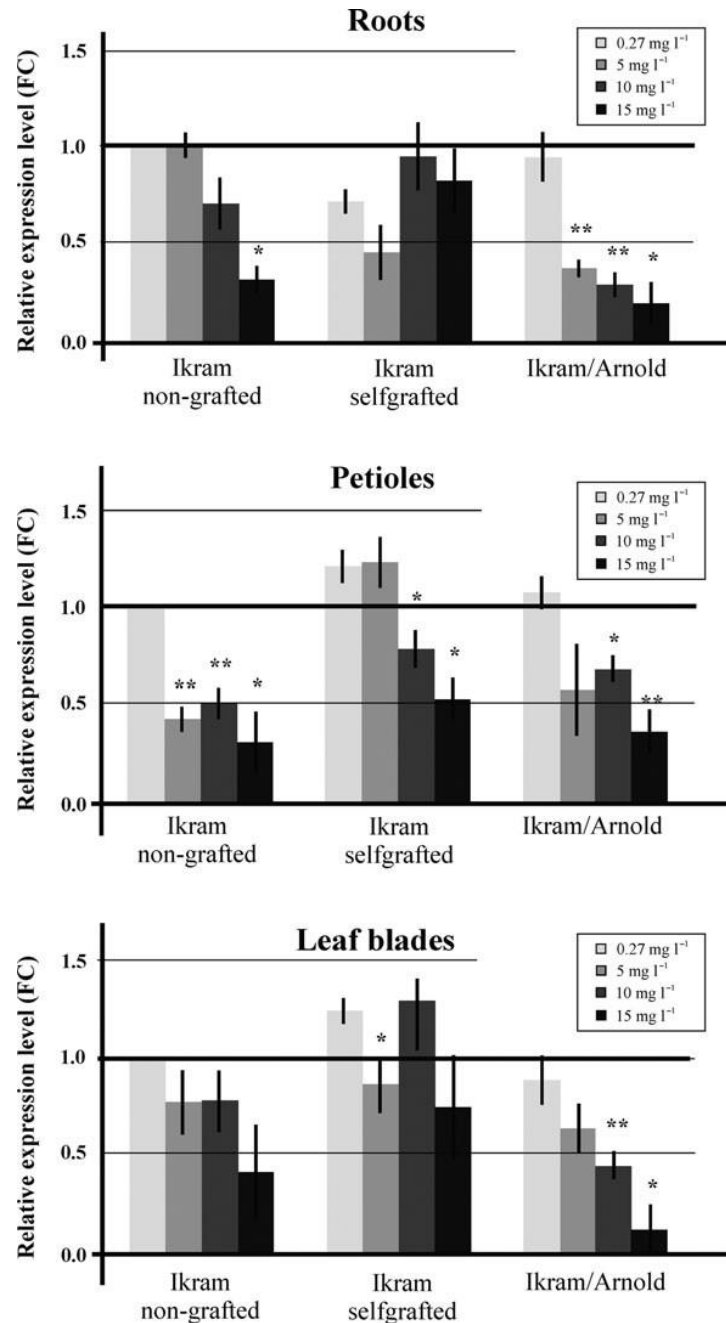 Roots
Relative expression level (FC)
1.5
1.0
0.5
0.0
0.27 mg l⁻¹
5 mg l⁻¹
10 mg l⁻¹
15 mg l⁻¹
*
**
**
*
Ikram
non-grafted
Ikram
selfgrafted
Ikram/Arnold
Petioles
Relative expression level (FC)
1.5
1.0
0.5
0.0
0.27 mg l⁻¹
5 mg l⁻¹
10 mg l⁻¹
15 mg l⁻¹
**
**
*
*
*
*
**
Ikram
non-grafted
Ikram
selfgrafted
Ikram/Arnold
Leaf blades
Relative expression level (FC)
1.5
1.0
0.5
0.0
0.27 mg l⁻¹
5 mg l⁻¹
10 mg l⁻¹
15 mg l⁻¹
*
**
*
Ikram
non-grafted
Ikram
selfgrafted
Ikram/Arnold